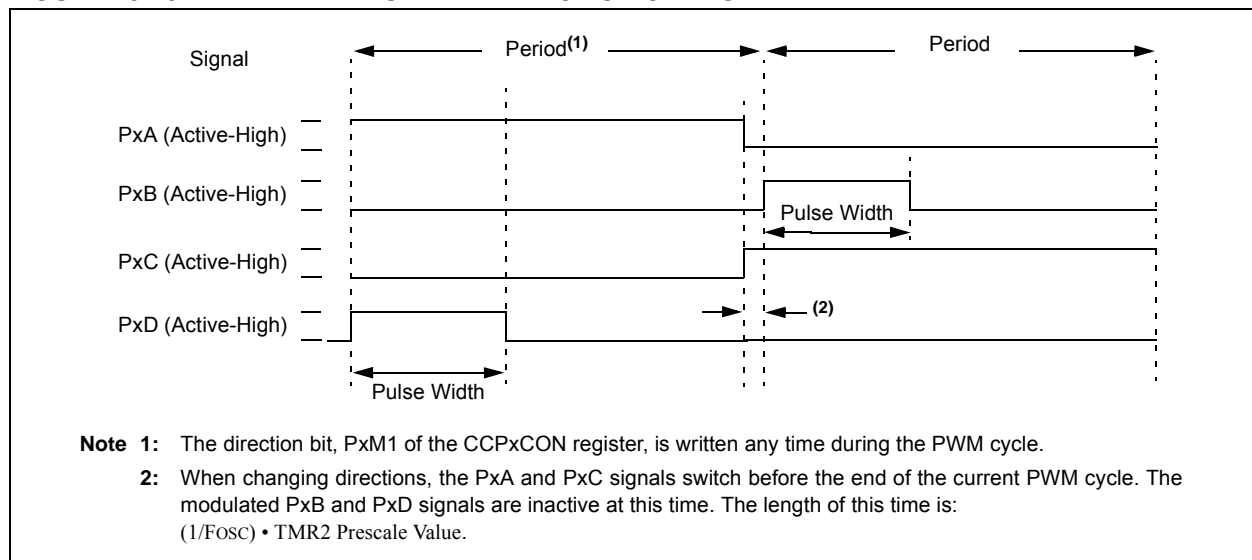 Signal
Period(1)
Period
PxA (Active-High)
PxB (Active-High)
Pulse Width
PxC (Active-High)
PxD (Active-High)
(2)
Pulse Width
Note 1: The direction bit, PxM1 of the CCPxCON register, is written any time during the PWM cycle.
2: When changing directions, the PxA and PxC signals switch before the end of the current PWM cycle. The
modulated PxB and PxD signals are inactive at this time. The length of this time is:
(1/FOSC) • TMR2 Prescale Value.